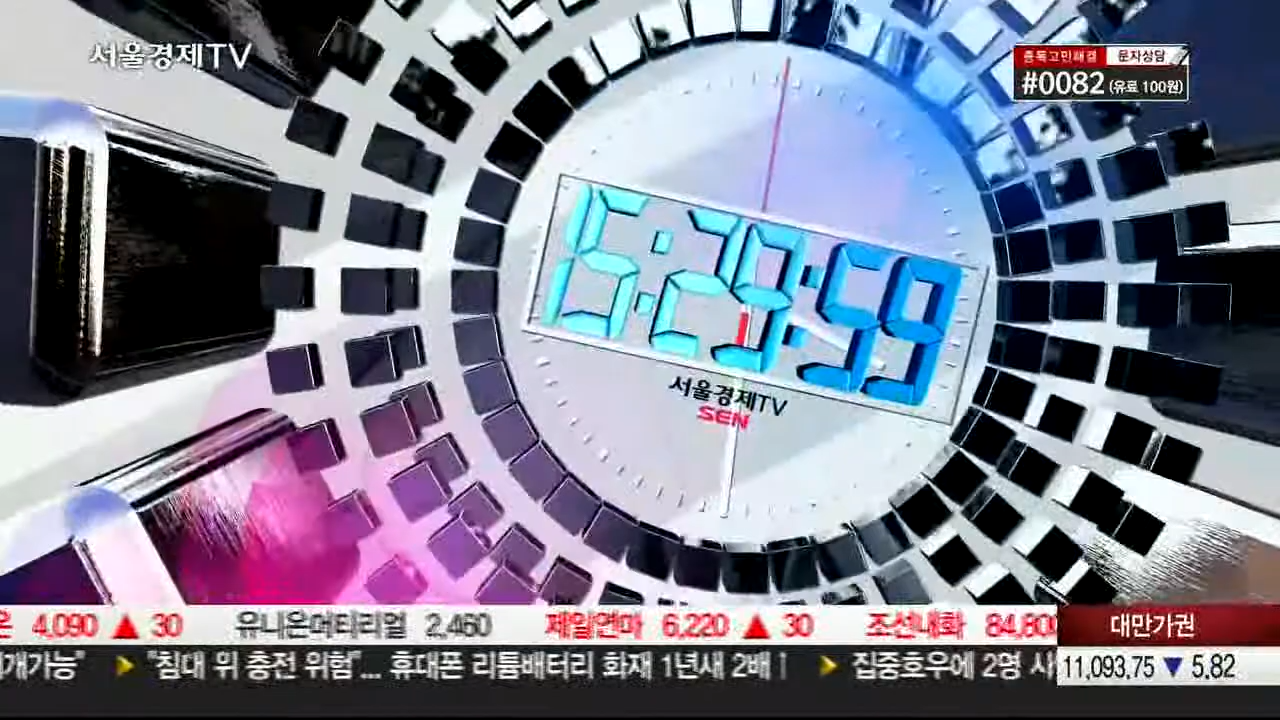 서울경제TV
종목고민해결 문자상담
#0082 (유료 100원)
15:29:59
서울경제TV
SEN
4,090 ▲ 30 유니온머티리얼 2,460 제일연마 6,220 ▲ 30 조선내화 84,800
대만가권
개가능" ▶ "침대 위 충전 위험"... 휴대폰 리튬배터리 화재 1년새 2배↑ ▶ 집중호우에 2명 사
11,093.75 ▼ 5.82